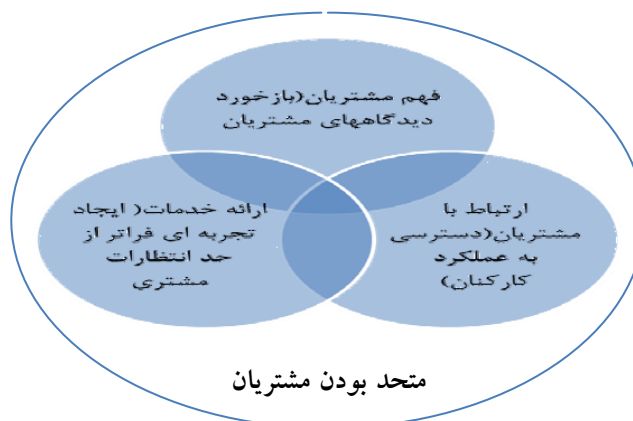 فهم مشتریان(بازخورد
دیدگاههای مشتریان
ارتباط با
مشتریان(دسترسی
به عملکرد
کارکنان)
ارائه خدمات( ایجاد
تجربه ای فراتر از
حد انتظارات
مشتري
متحد بودن مشتریان